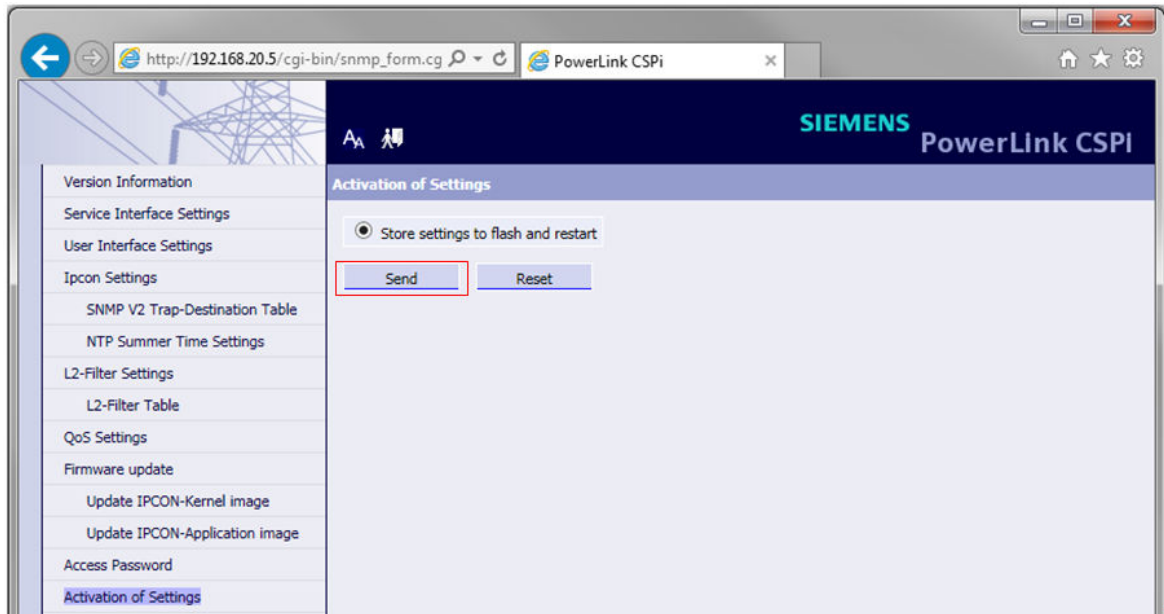 http://192.168.20.5/cgi-bin/snmp_form.cg
PowerLink CSPi
SIEMENS
PowerLink CSPi
Version Information
Service Interface Settings
User Interface Settings
Ipcon Settings
SNMP V2 Trap-Destination Table
NTP Summer Time Settings
L2-Filter Settings
L2-Filter Table
QoS Settings
Firmware update
Update IPCON-Kernel image
Update IPCON-Application image
Access Password
Activation of Settings
AA
Activation of Settings
Store settings to flash and restart
Send Reset